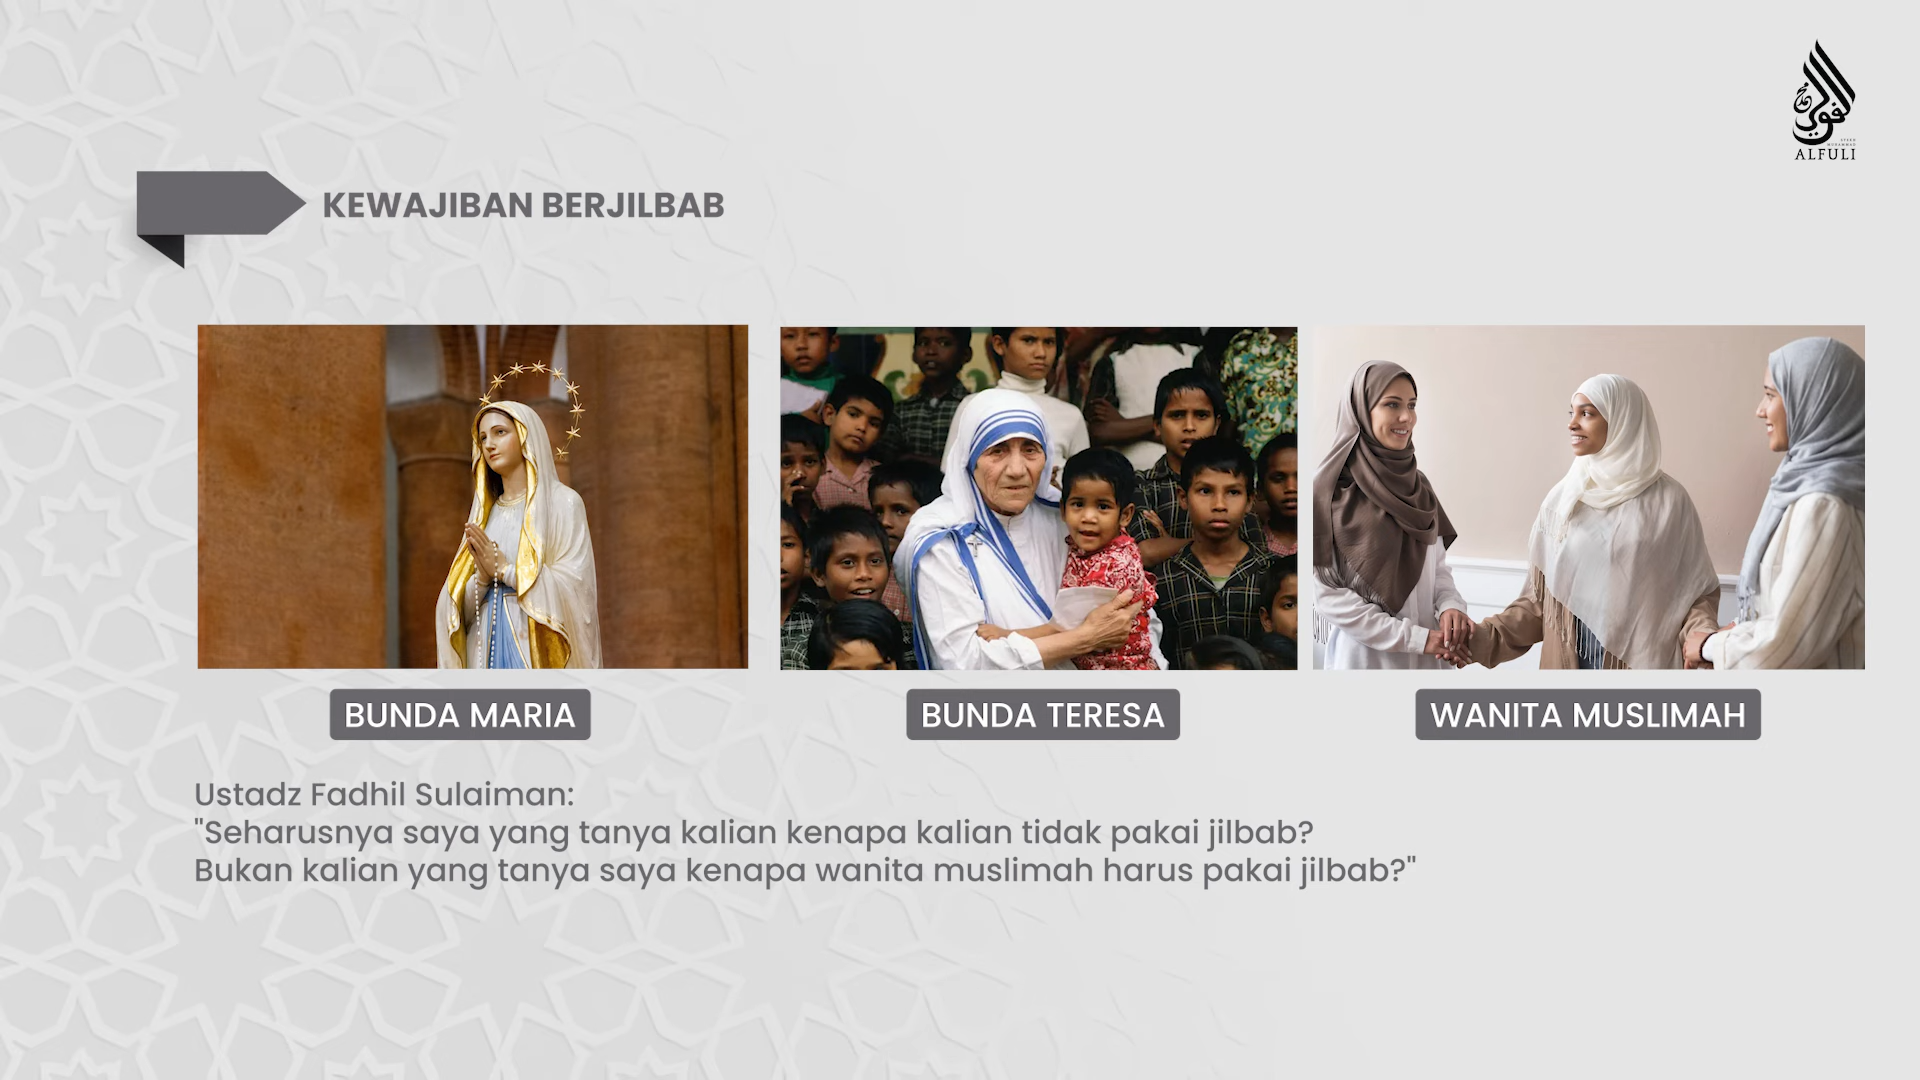 ALFULI
KEWAJIBAN BERJILBAB
BUNDA MARIA
BUNDA TERESA
WANITA MUSLIMAH
Ustadz Fadhil Sulaiman:
"Seharusnya saya yang tanya kalian kenapa kalian tidak pakai jilbab?
Bukan kalian yang tanya saya kenapa wanita muslimah harus pakai jilbab?"